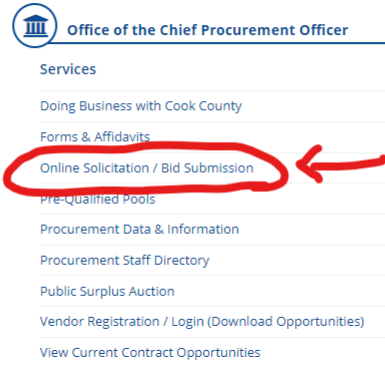 Office of the Chief Procurement Officer
Services
Doing Business with Cook County
Forms & Affidavits
Online Solicitation / Bid Submission
Pre-Qualified Pools
Procurement Data & Information
Procurement Staff Directory
Public Surplus Auction
Vendor Registration / Login (Download Opportunities)
View Current Contract Opportunities